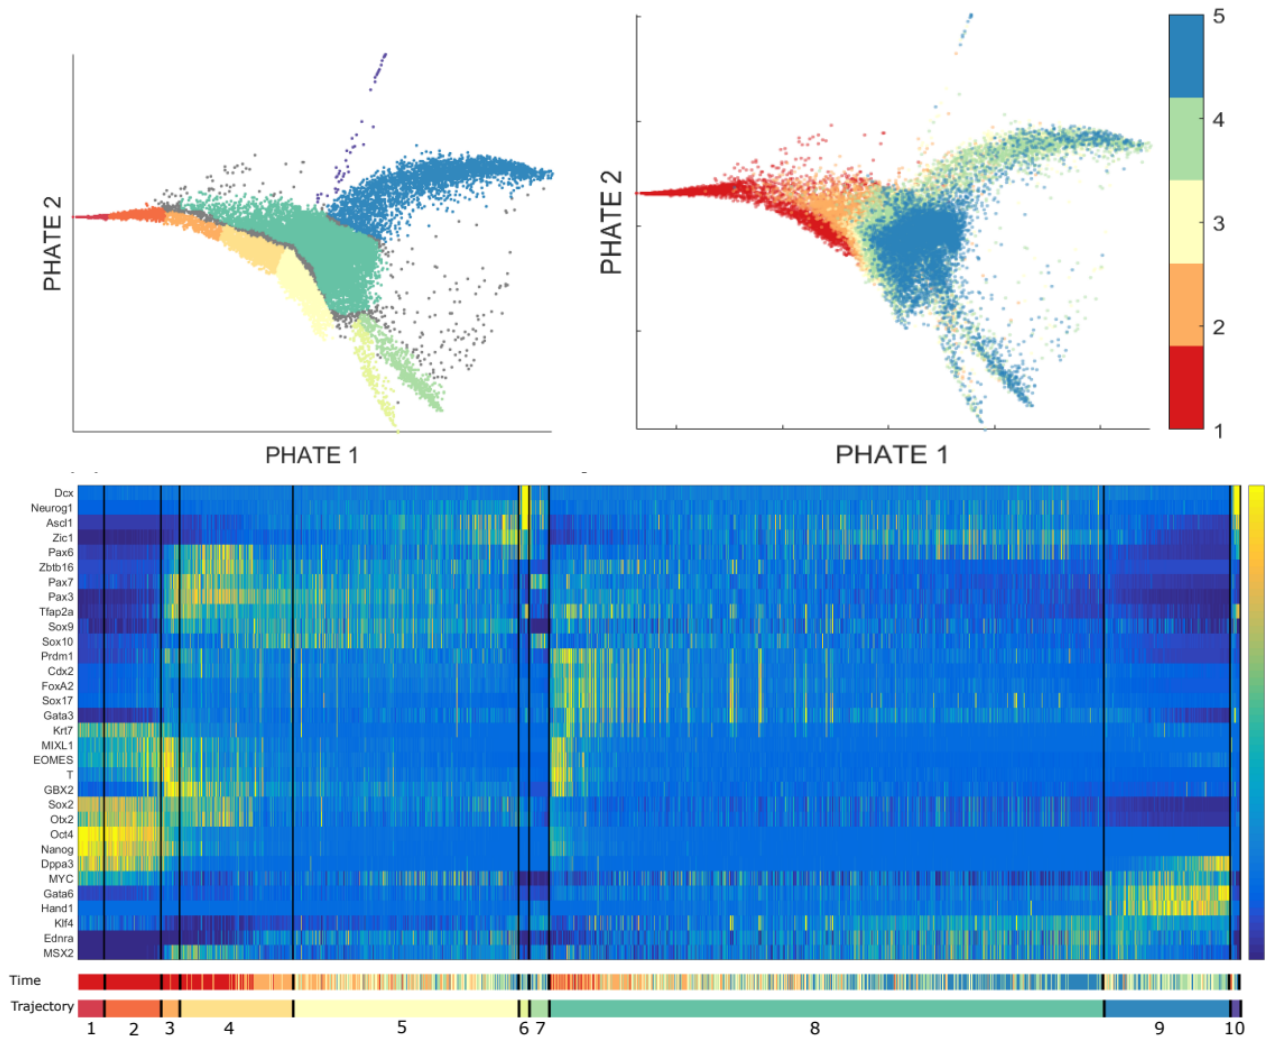 PHATE 2
PHATE 1
PHATE 2
PHATE 1
5
4
3
2
1
Dcx
Neurog1
Ascl1
Zic1
Pax6
Zbtb16
Pax7
Pax3
Tfap2a
Sox9
Sox10
Prdm1
Cdx2
FoxA2
Sox17
Gata3
Krt7
MIXL1
EOMES
T
GBX2
Sox2
Otx2
Oct4
Nanog
Dppa3
MYC
Gata6
Hand1
Klf4
Ednra
MSX2
Time
Trajectory
1 2 3 4 5 6 7 8 9 10